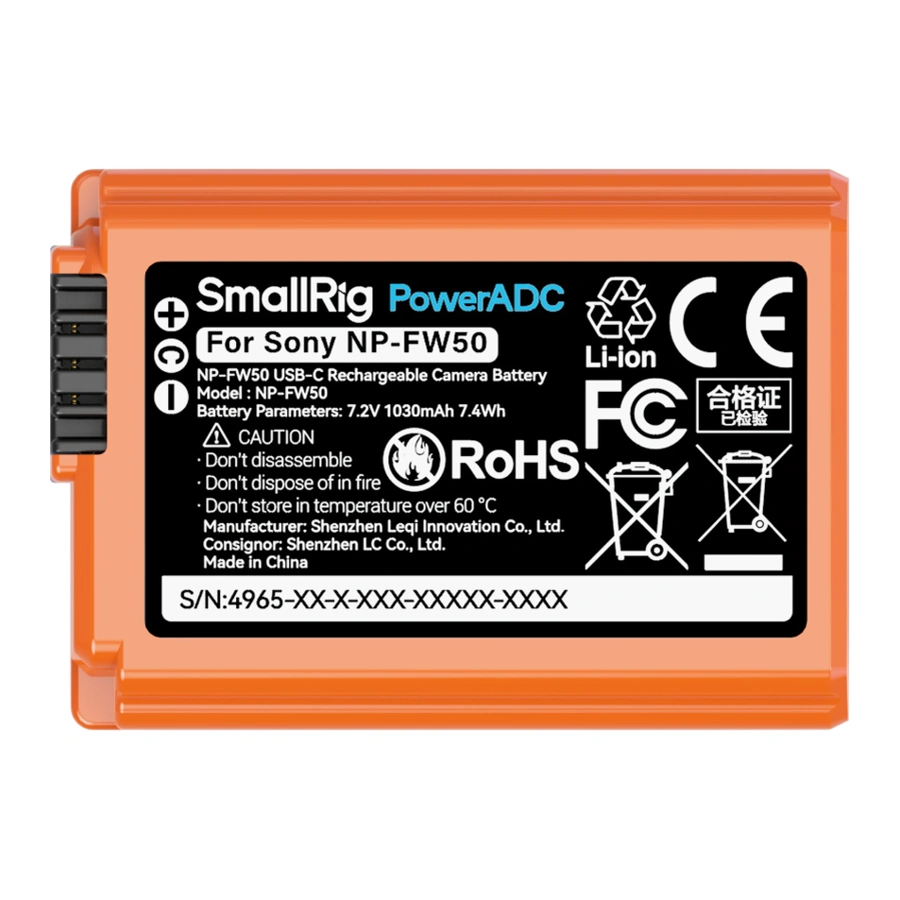 SmallRig PowerADC
For Sony NP-FW50
NP-FW50 USB-C Rechargeable Camera Battery
Model : NP-FW50
Battery Parameters: 7.2V 1030mAh 7.4Wh
CAUTION
·Don't disassemble
·Don't dispose of in fire
·Don't store in temperature over 60 °C
Manufacturer: Shenzhen Leqi Innovation Co., Ltd.
Consignor: Shenzhen LC Co., Ltd.
Made in China
S/N:4965-XX-X-XXX-XXXXX-XXXX
+
C
−
RoHS
Li-ion
CE
FC
合格证
已检验